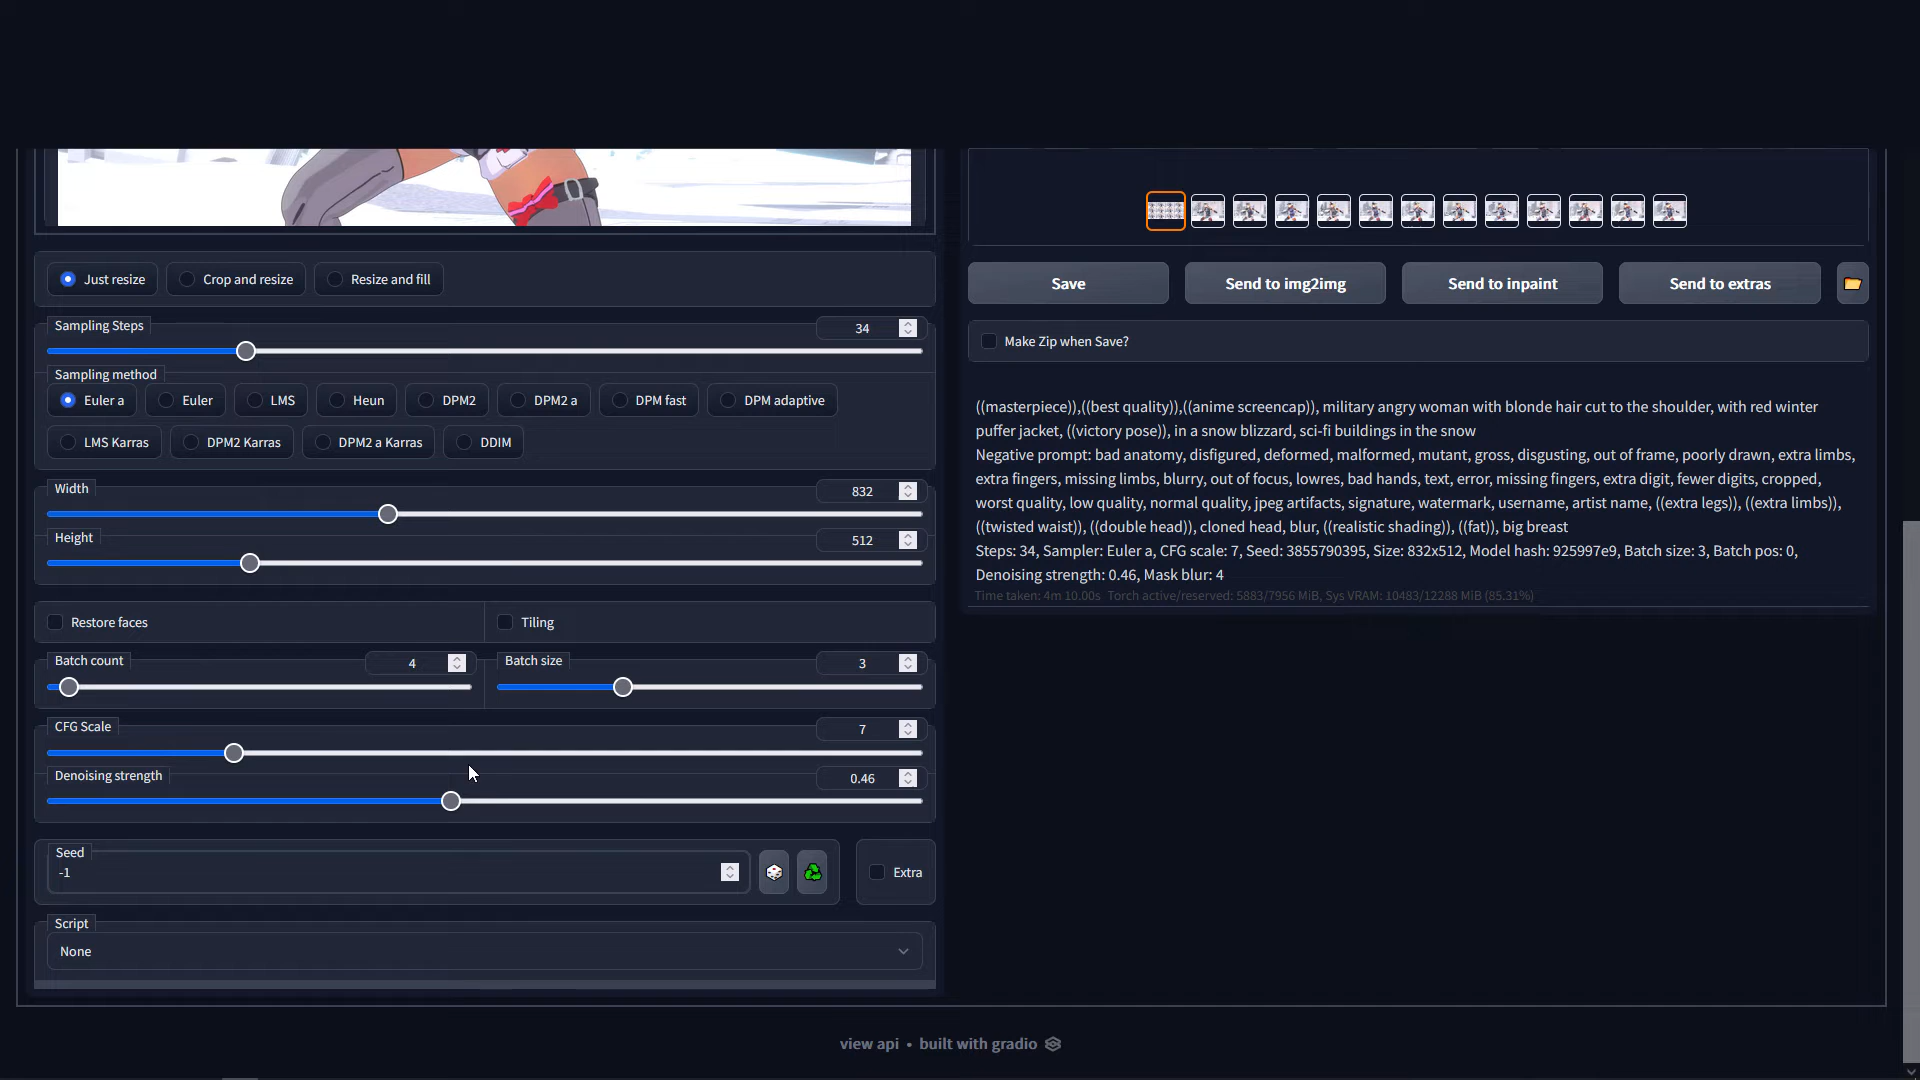 Just resize
Crop and resize
Resize and fill
Sampling Steps
34
Sampling method
Euler a
Euler
LMS
Heun
DPM2
DPM2 a
DPM fast
DPM adaptive
LMS Karras
DPM2 Karras
DPM2 a Karras
DDIM
Width
832
Height
512
Restore faces
Tiling
Batch count
4
Batch size
3
CFG Scale
7
Denoising strength
0.46
Seed
-1
Extra
Script
None
Save
Send to img2img
Send to inpaint
Send to extras
Make Zip when Save?
((masterpiece)),((best quality)),((anime screencap)), military angry woman with blonde hair cut to the shoulder, with red winter
puffer jacket, ((victory pose)), in a snow blizzard, sci-fi buildings in the snow
Negative prompt: bad anatomy, disfigured, deformed, malformed, mutant, gross, disgusting, out of frame, poorly drawn, extra limbs,
extra fingers, missing limbs, blurry, out of focus, lowres, bad hands, text, error, missing fingers, extra digit, fewer digits, cropped,
worst quality, low quality, normal quality, jpeg artifacts, signature, watermark, username, artist name, ((extra legs)), ((extra limbs)),
((twisted waist)), ((double head)), cloned head, blur, ((realistic shading)), ((fat)), big breast
Steps: 34, Sampler: Euler a, CFG scale: 7, Seed: 3855790395, Size: 832x512, Model hash: 925997e9, Batch size: 3, Batch pos: 0,
Denoising strength: 0.46, Mask blur: 4
Time taken: 4m 10.00s Torch active/reserved: 5883/7956 MiB, Sys VRAM: 10483/12288 MiB (85.31%)
view api • built with gradio